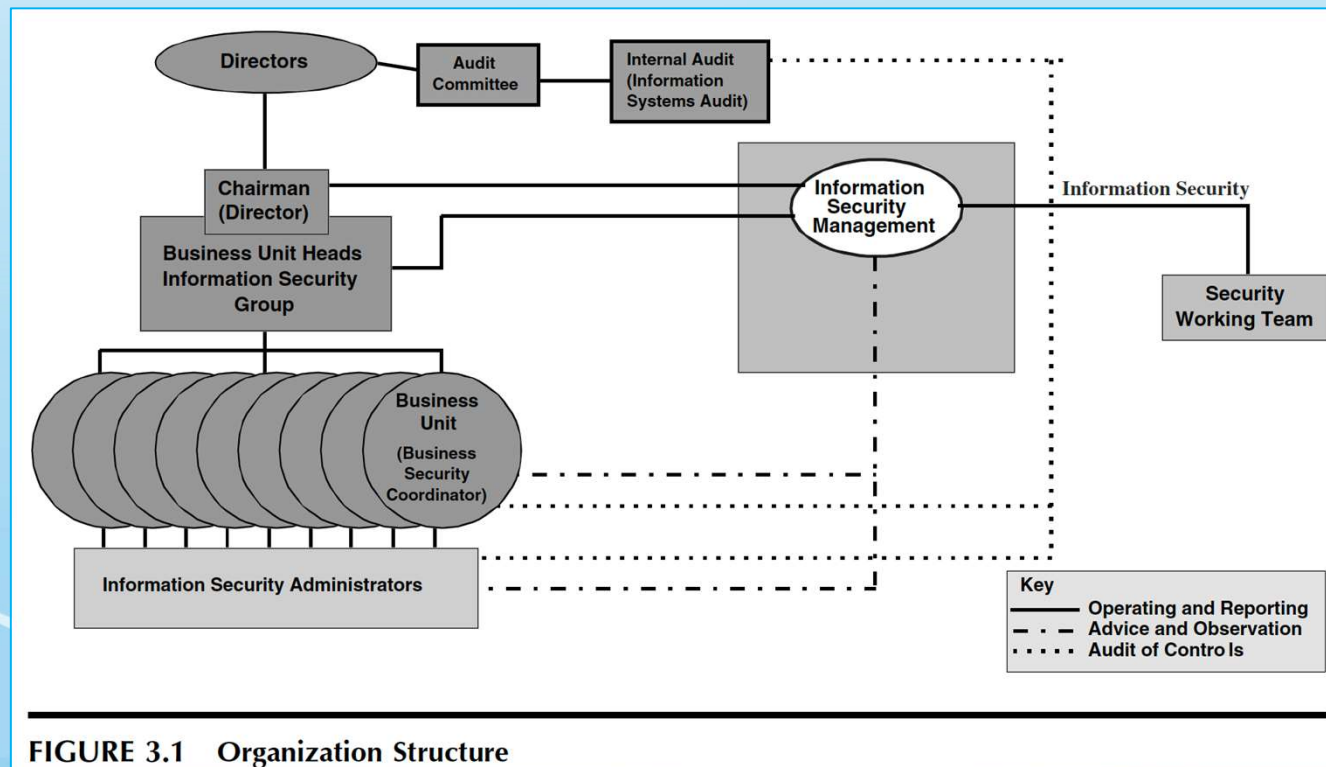 Directors
Audit
Committee
Internal Audit
(Information
Systems Audit)
Chairman
(Director)
Business Unit Heads
Information Security
Group
Information
Security
Management
Information Security
Security
Working Team
Business
Unit
(Business
Security
Coordinator)
Information Security Administrators
Key
Operating and Reporting
Advice and Observation
Audit of Contro ls
FIGURE 3.1 Organization Structure